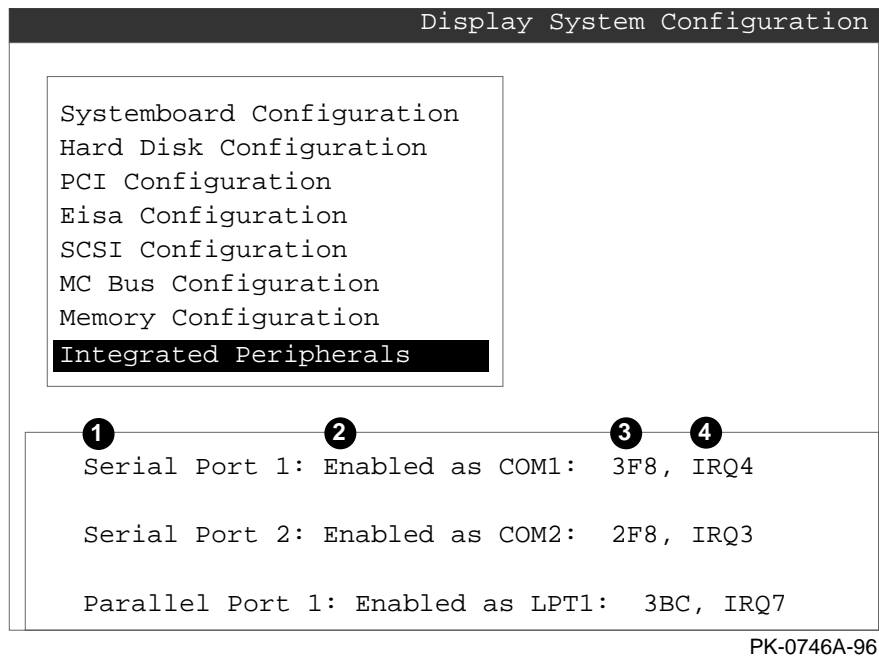 Display System Configuration
Systemboard Configuration
Hard Disk Configuration
PCI Configuration
Eisa Configuration
SCSI Configuration
MC Bus Configuration
Memory Configuration
Integrated Peripherals
1 2 3 4
Serial Port 1: Enabled as COM1: 3F8, IRQ4
Serial Port 2: Enabled as COM2: 2F8, IRQ3
Parallel Port 1: Enabled as LPT1: 3BC, IRQ7
PK-0746A-96